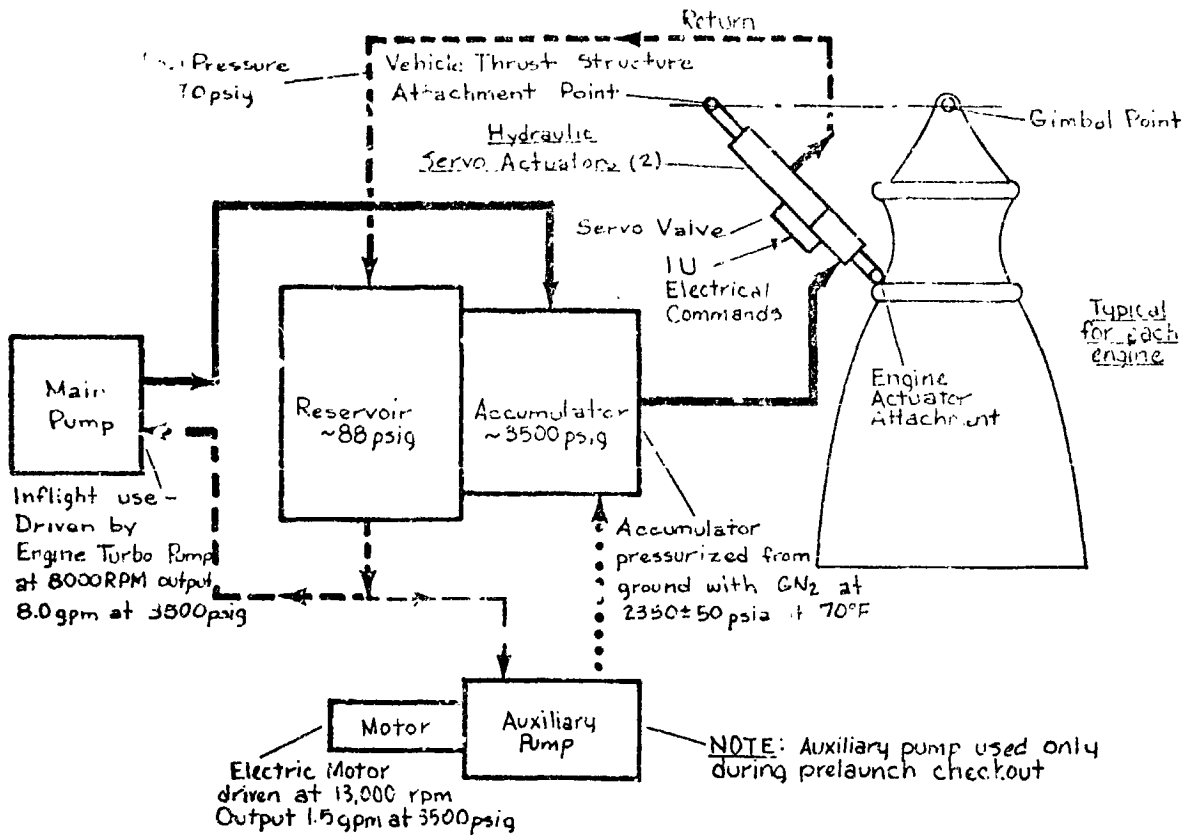 Return
Pressure
70psig
Vehicle Thrust Structure
Attachment Point
Gimbal Point
Hydraulic
Servo Actuators (2)
Servo Valve
IU
Electrical
Commands
Typical
for each
engine
Engine
Actuator
Attachment
Main
Pump
Reservoir
~88 psig
Accumulator
~3500 psig
Inflight use -
Driven by
Engine Turbo Pump
at 8000RPM output
8.0gpm at 3500psig
Accumulator
pressurized from
ground with GN2 at
2350±50 psia 70°F
Motor
Auxiliary
Pump
Electric Motor
driven at 13,000 rpm
Output 1.5gpm at 3500psig
NOTE: Auxiliary pump used only
during prelaunch checkout